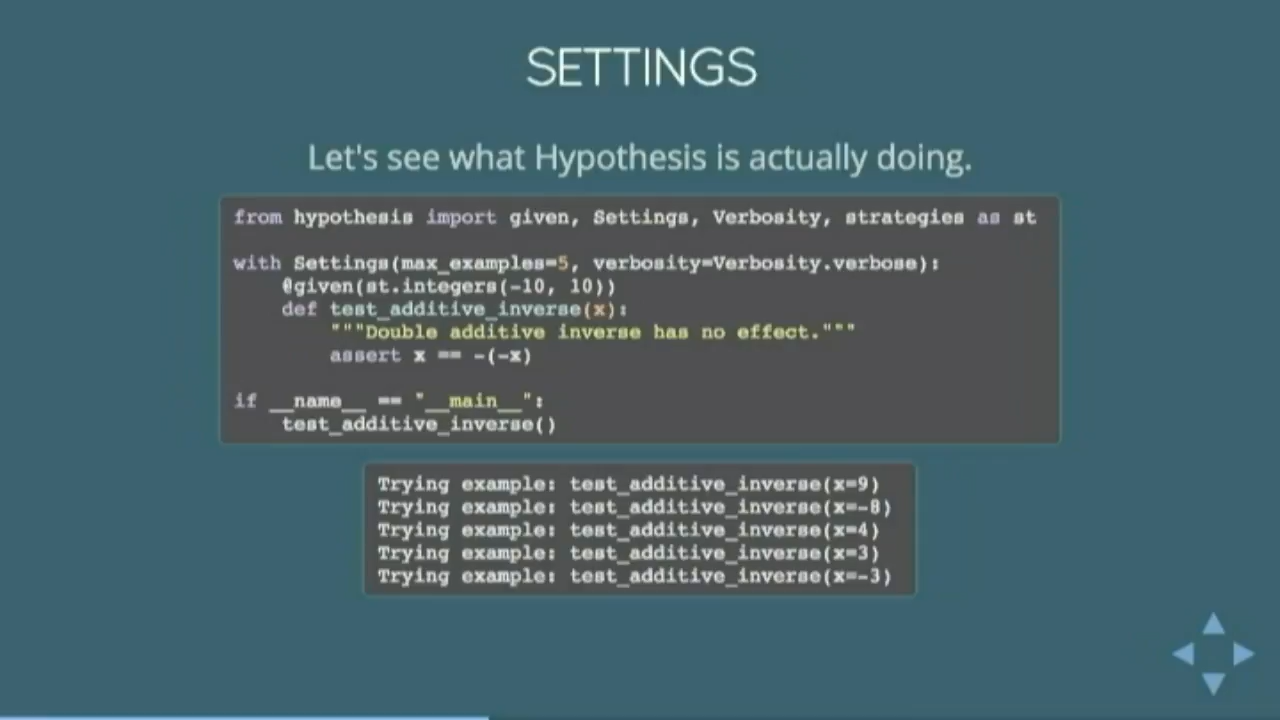 SETTINGS
Let's see what Hypothesis is actually doing.
from hypothesis import given, Settings, Verbosity, strategies as st
with Settings(max_examples=5, verbosity=Verbosity.verbose):
    @given(st.integers(-10, 10))
    def test_additive_inverse(x):
        """Double additive inverse has no effect."""
        assert x == -(-x)
if __name__ == "__main__":
    test_additive_inverse()
Trying example: test_additive_inverse(x=9)
Trying example: test_additive_inverse(x=-8)
Trying example: test_additive_inverse(x=4)
Trying example: test_additive_inverse(x=3)
Trying example: test_additive_inverse(x=-3)